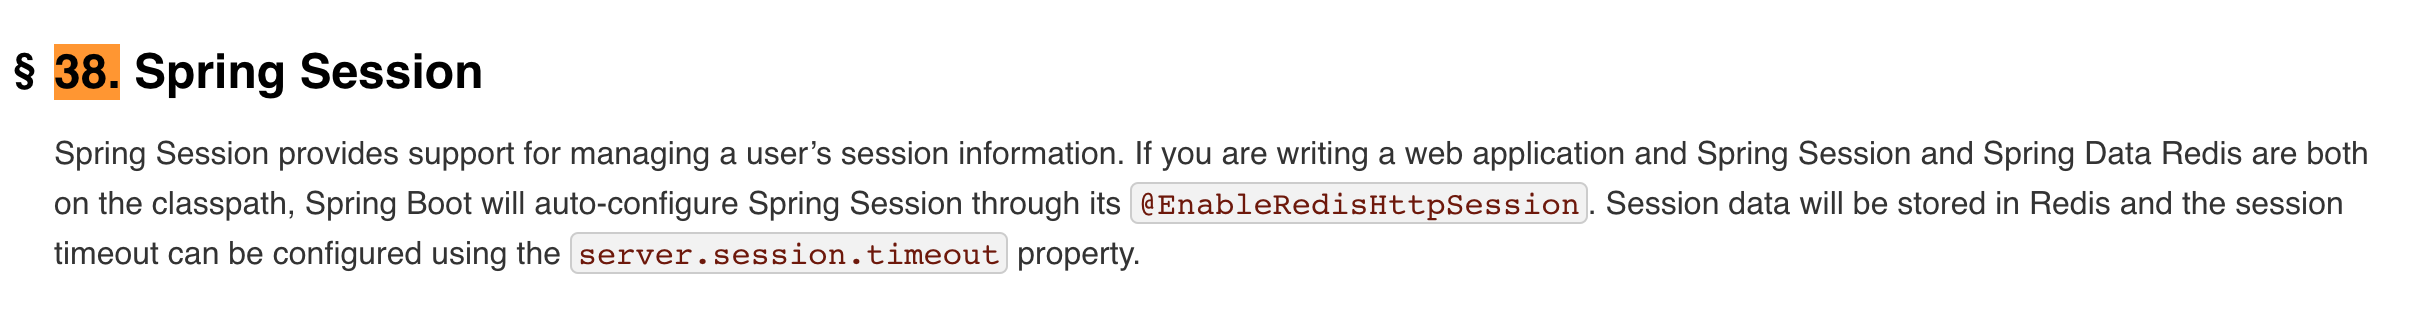 § 38. Spring Session
Spring Session provides support for managing a user’s session information. If you are writing a web application and Spring Session and Spring Data Redis are both
on the classpath, Spring Boot will auto-configure Spring Session through its @EnableRedisHttpSession. Session data will be stored in Redis and the session
timeout can be configured using the server.session.timeout property.